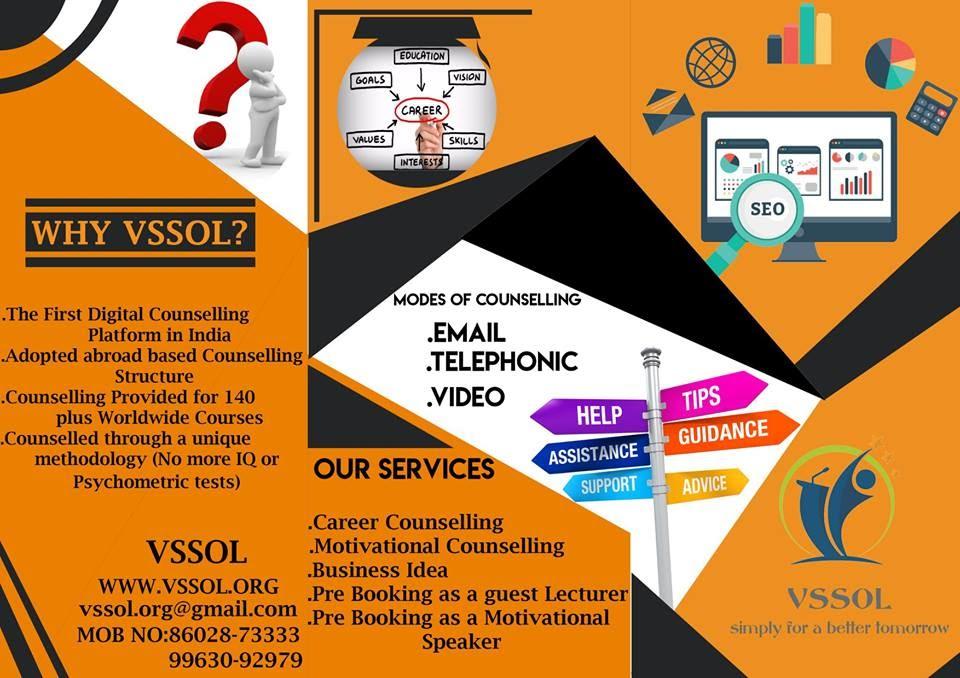 WHY VSSOL?
.The First Digital Counselling
Platform in India
.Adopted abroad based Counselling
Structure
.Counselling Provided for 140
plus Worldwide Courses
.Counselled through a unique
methodology (No more IQ or
Psychometric tests)
VSSOL
WWW.VSSOL.ORG
vssol.org@gmail.com
MOB NO:86028-73333
99630-92979
EDUCATION
GOALS
VISION
CAREER
VALUES
SKILLS
INTERESTS
MODES OF COUNSELLING
.EMAIL
.TELEPHONIC
.VIDEO
HELP
TIPS
ASSISTANCE
GUIDANCE
SUPPORT
ADVICE
OUR SERVICES
.Career Counselling
.Motivational Counselling
.Business Idea
.Pre Booking as a guest Lecturer
.Pre Booking as a Motivational
Speaker
SEO
VSSOL
simply for a better tomorrow